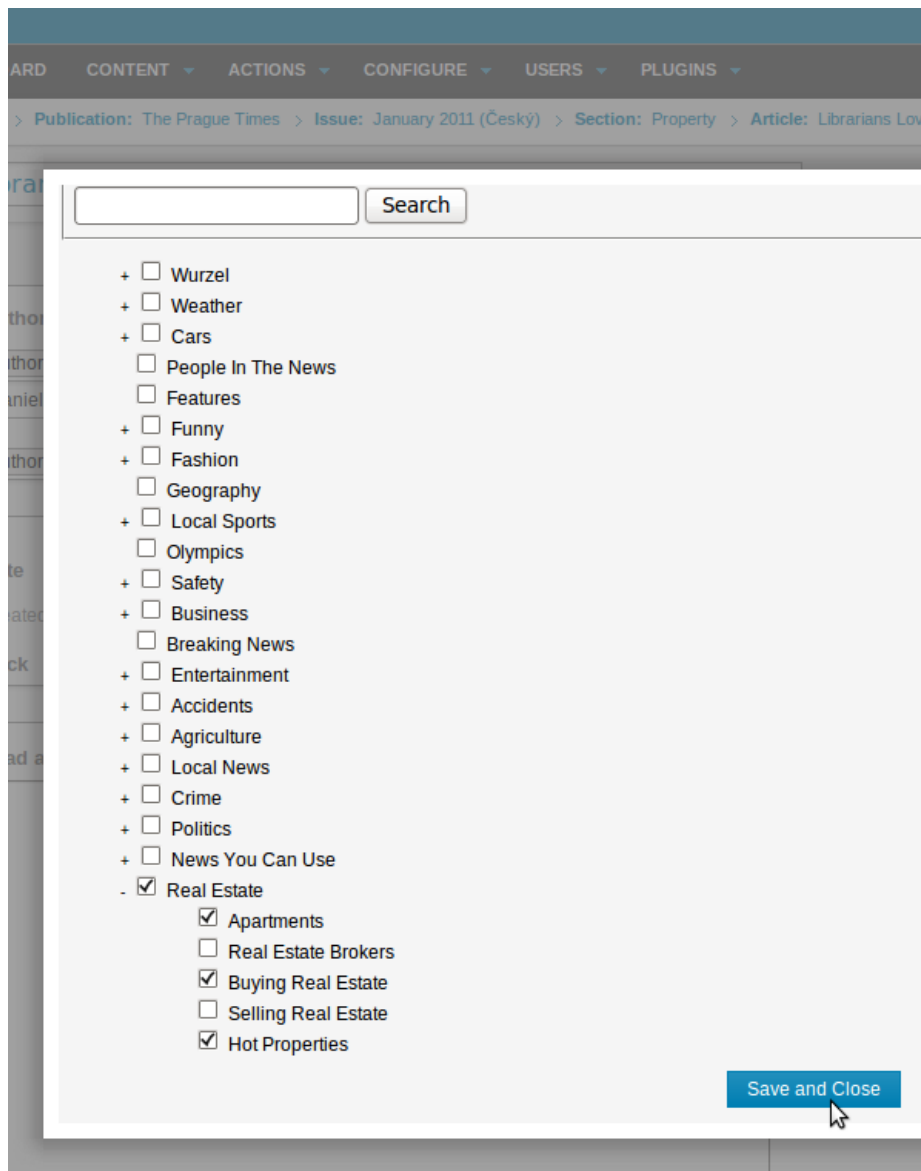 ARD CONTENT ACTIONS CONFIGURE USERS PLUGINS
> Publication: The Prague Times > Issue: January 2011 (Český) > Section: Property > Article: Librarians Lov
Search
+ Wurzel
+ Weather
+ Cars
People In The News
Features
+ Funny
+ Fashion
Geography
+ Local Sports
Olympics
+ Safety
+ Business
Breaking News
+ Entertainment
+ Accidents
+ Agriculture
+ Local News
+ Crime
+ Politics
+ News You Can Use
- Real Estate
Apartments
Real Estate Brokers
Buying Real Estate
Selling Real Estate
Hot Properties
Save and Close